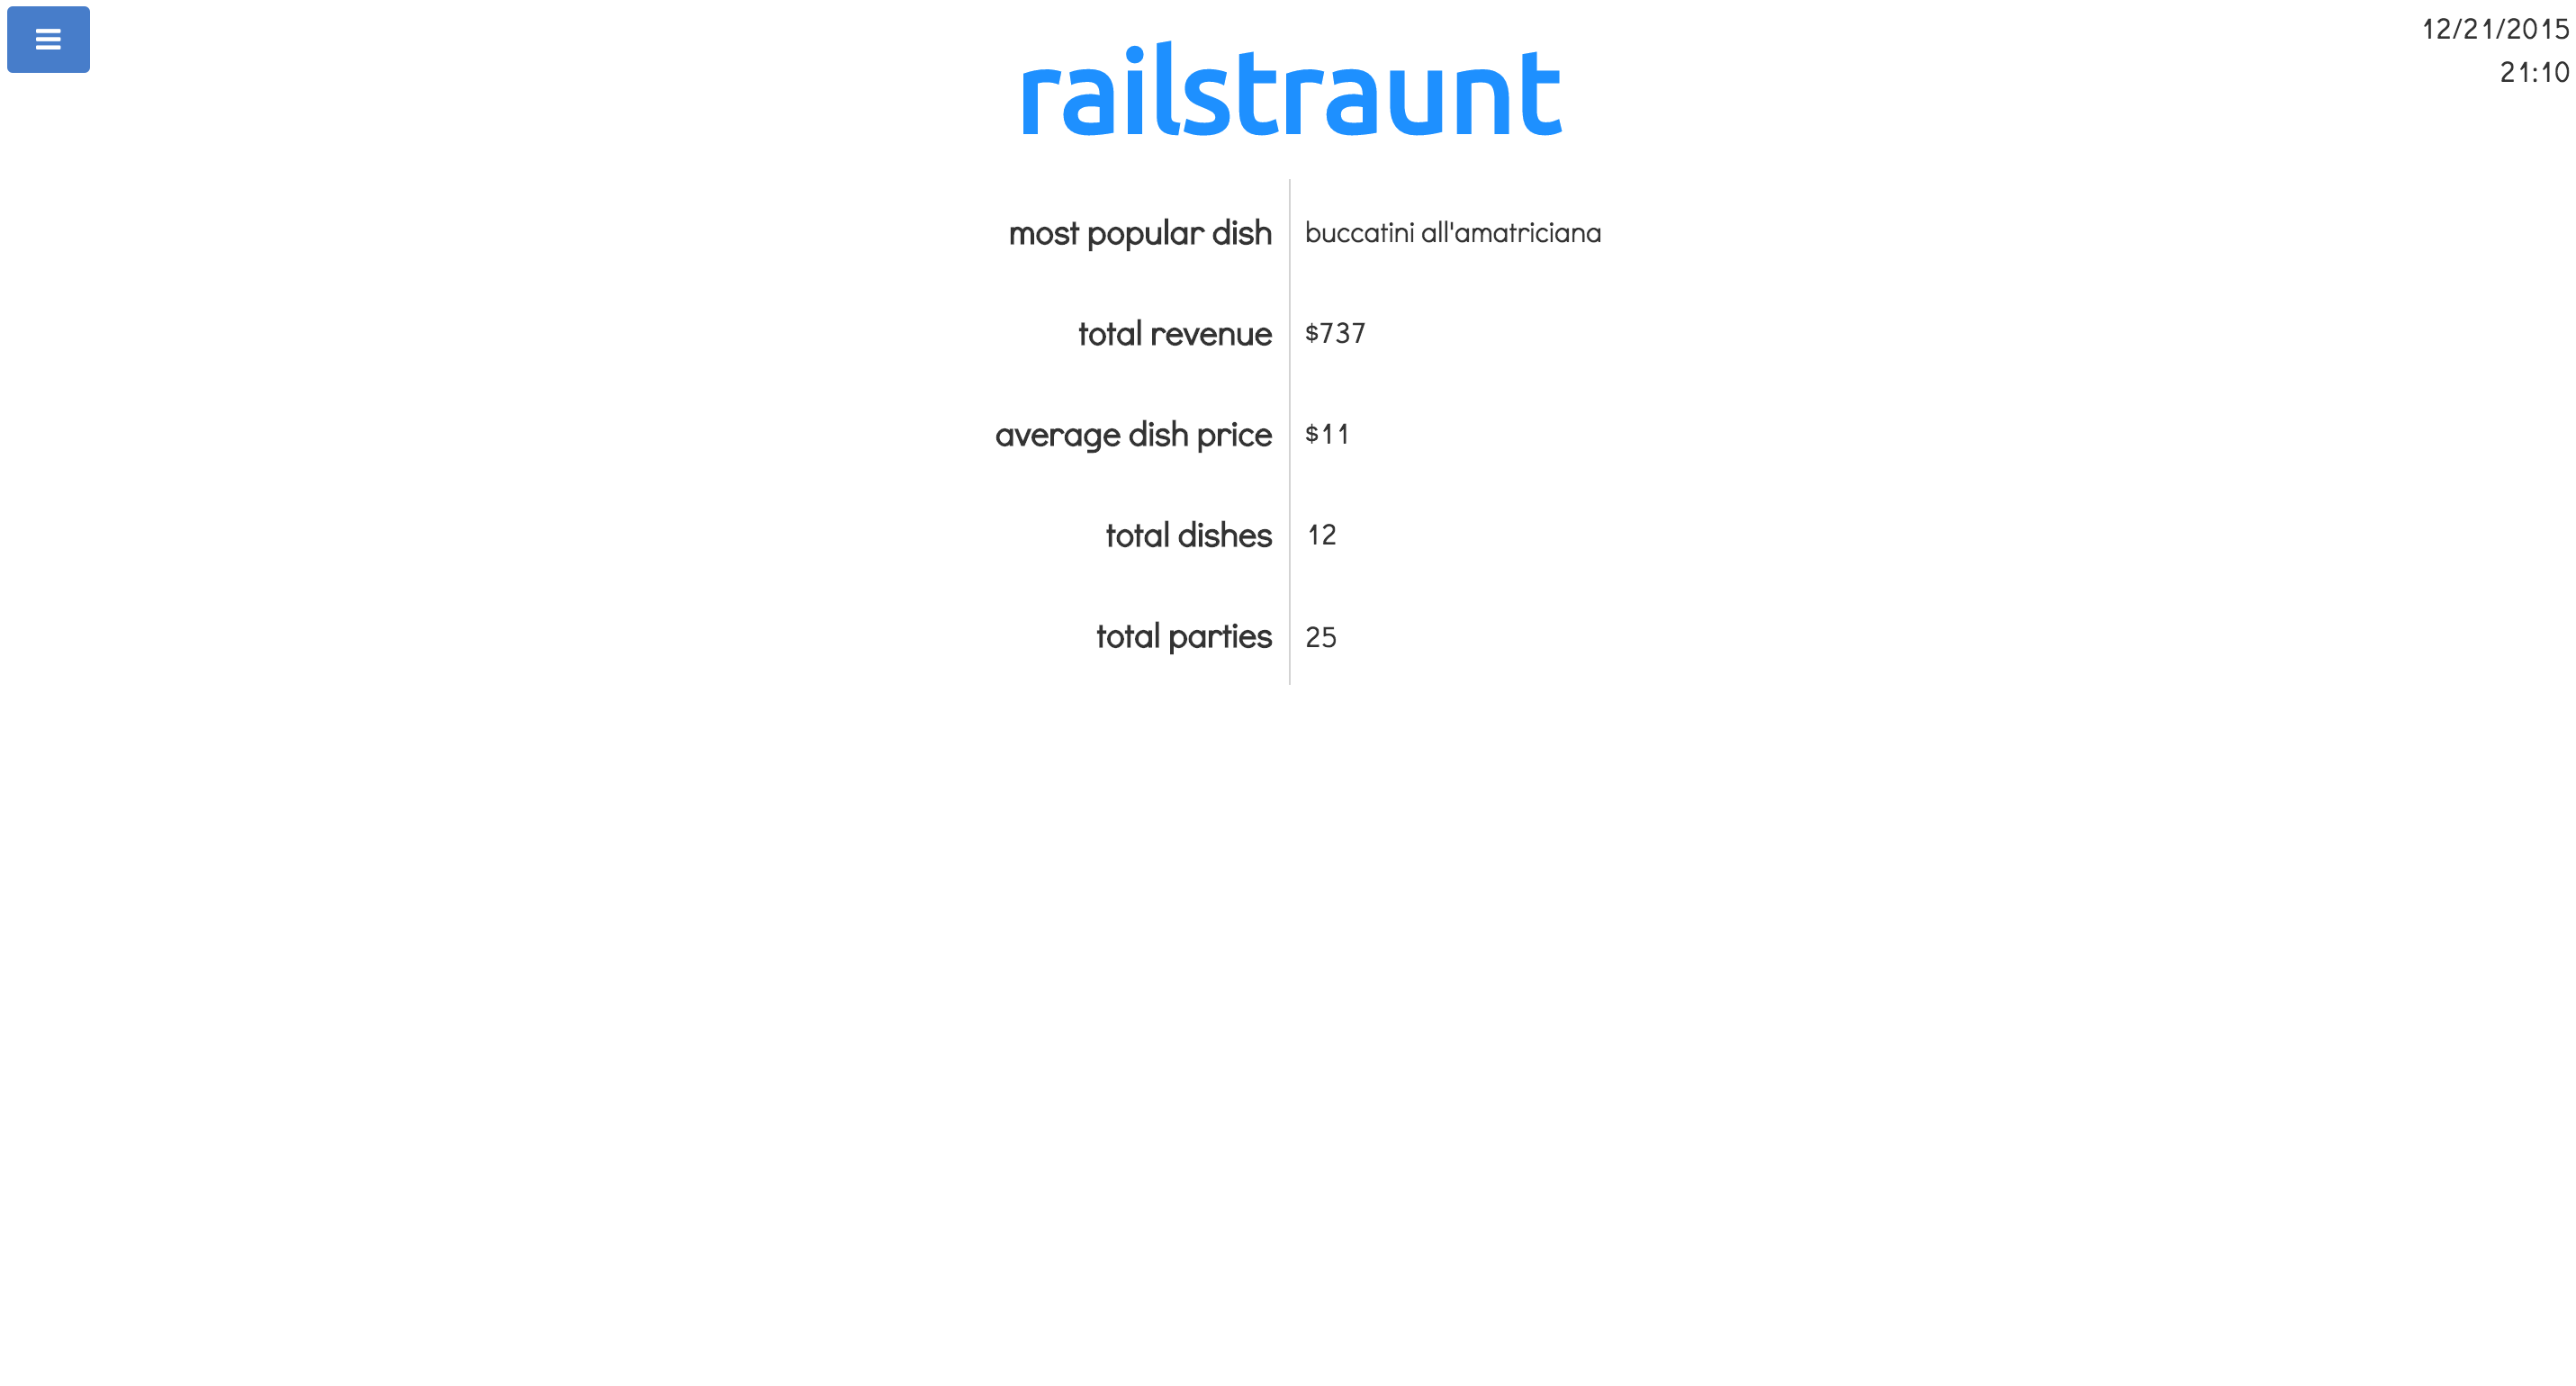 12/21/2015
21:10
railstraunt
most popular dish buccatini all'amatriciana
total revenue $737
average dish price $11
total dishes 12
total parties 25